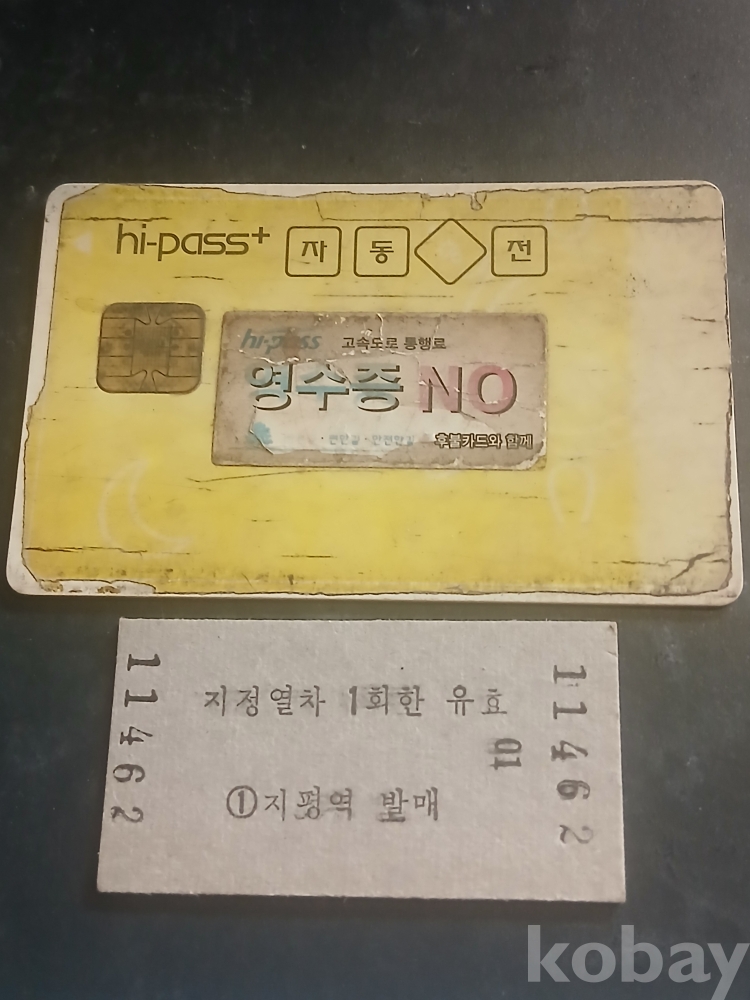 hi-pass+ 자 동 전
hi-pass 고속도로 통행료
영수증 NO
후불카드와 함께
11462
지정열차 1회한 유효
01
①지평역 발매
11462
kobay